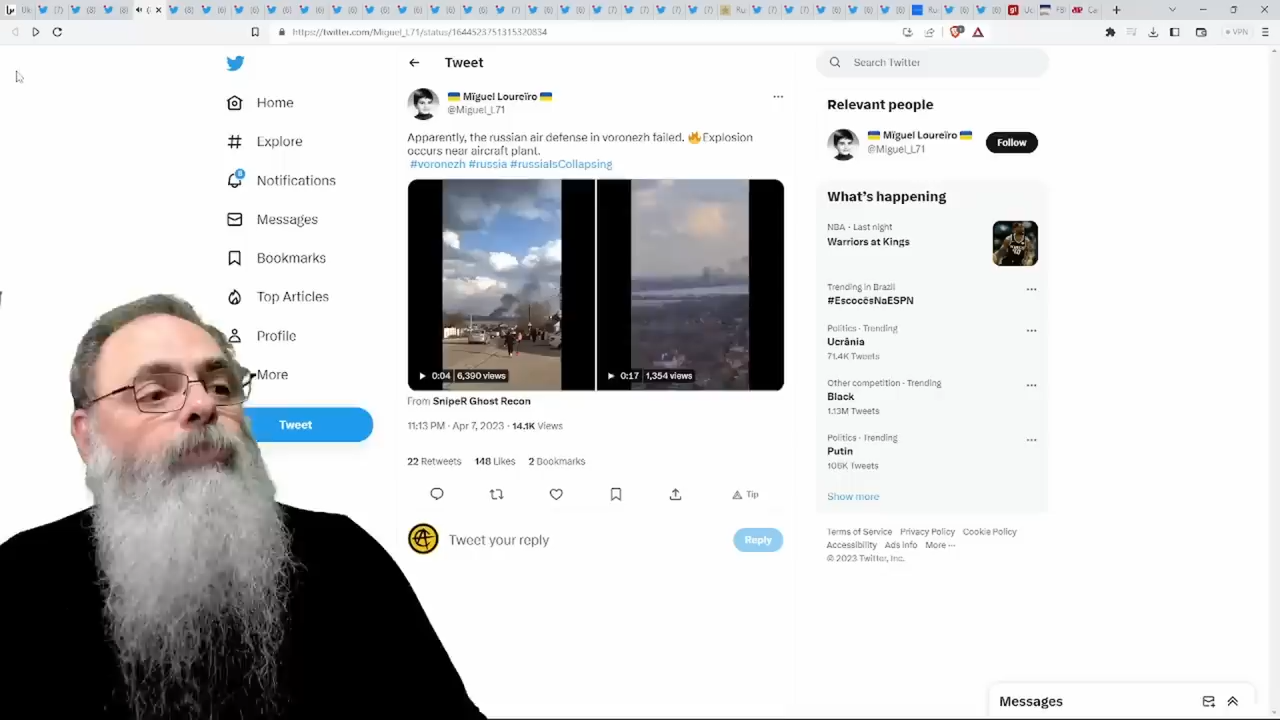 https://twitter.com/Miguel_L71/status/1644523751315320834
VPN
Home
Explore
8
Notifications
Messages
Bookmarks
Top Articles
Profile
More
Tweet
Tweet
Mïguel Loureïro
@Miguel_L71
Apparently, the russian air defense in voronezh failed. 🔥Explosion
occurs near aircraft plant.
#voronezh #russia #russiaIsCollapsing
0:04 6,390 views
0:17 1,354 views
From SnipeR Ghost Recon
11:13 PM · Apr 7, 2023 · 14.1K Views
22 Retweets 148 Likes 2 Bookmarks
Tip
Tweet your reply
Reply
Search Twitter
Relevant people
Mïguel Loureïro
@Miguel_L71
Follow
What's happening
NBA · Last night
Warriors at Kings
Trending in Brazil
#EscocêsNaESPN
Politics · Trending
Ucrânia
71.4K Tweets
Other competition · Trending
Black
1.13M Tweets
Politics · Trending
Putin
Show more
Terms of Service Privacy Policy Cookie Policy
Accessibility Ads info More ···
© 2023 Twitter, Inc.
Messages